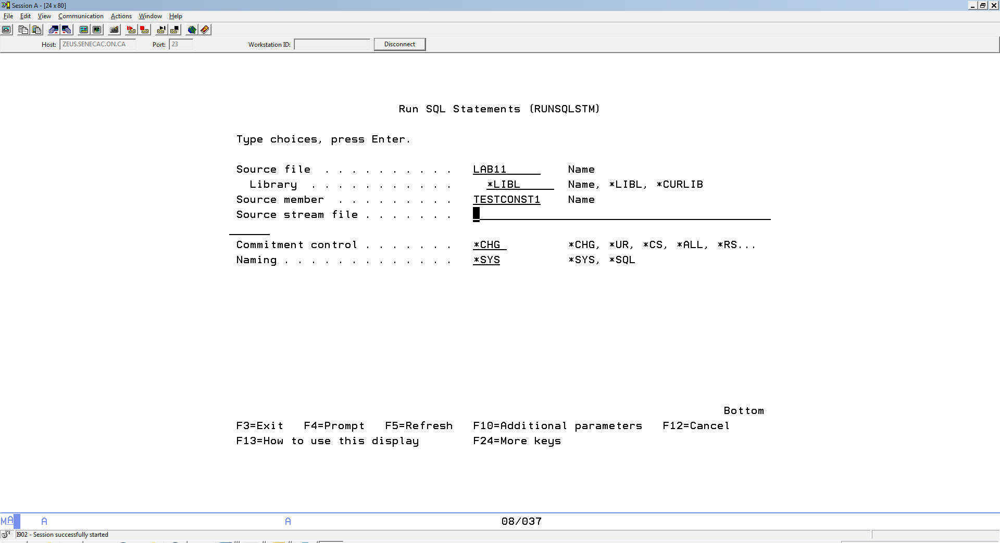 Session A - [24 x 80]
File Edit View Communication Actions Window Help
Host: ZEUS.SENECAC.ON.CA Port: 23 Workstation ID: Disconnect
Run SQL Statements (RUNSQLSTM)
Type choices, press Enter.
Source file . . . . . . . . . . LAB11 Name
Library . . . . . . . . . . . *LIBL Name, *LIBL, *CURLIB
Source member . . . . . . . . . TESTCONST1 Name
Source stream file . . . . . . .
Commitment control . . . . . . . *CHG *CHG, *UR, *CS, *ALL, *RS...
Naming . . . . . . . . . . . . . *SYS *SYS, *SQL
Bottom
F3=Exit F4=Prompt F5=Refresh F10=Additional parameters F12=Cancel
F13=How to use this display F24=More keys
MA A A 08/037
I902 - Session successfully started